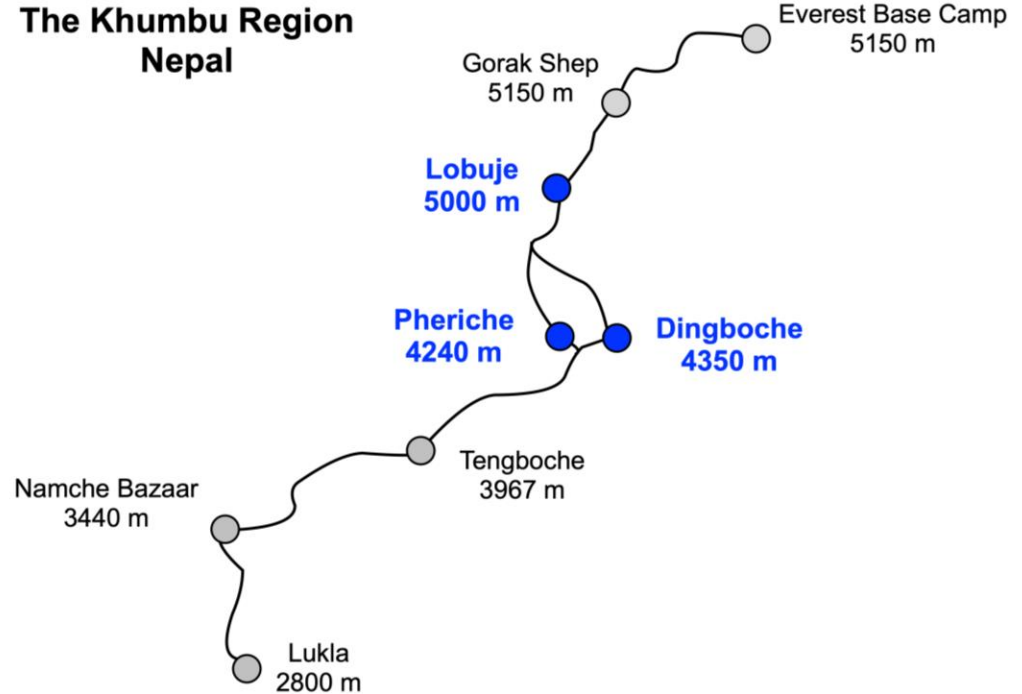 The Khumbu Region
Nepal
Everest Base Camp
5150 m
Gorak Shep
5150 m
Lobuje
5000 m
Pheriche
4240 m
Dingboche
4350 m
Tengboche
3967 m
Namche Bazaar
3440 m
Lukla
2800 m